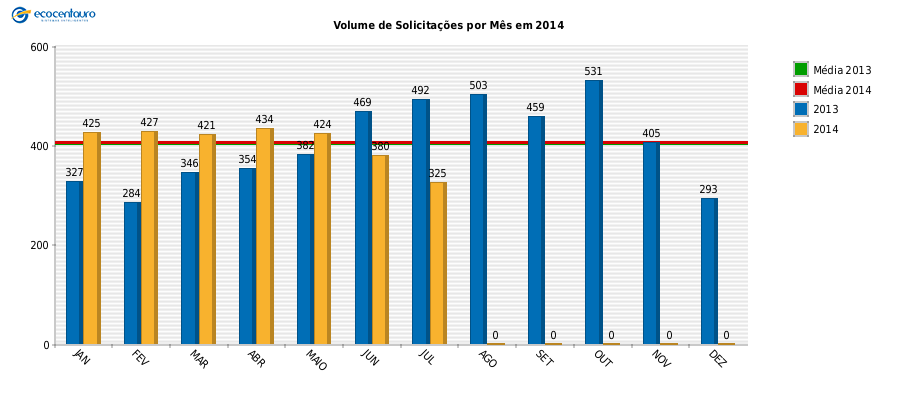 ecocentauro
Volume de Solicitações por Mês em 2014
600
400
200
0
327
425
284
427
346
421
354
434
382
424
469
380
492
325
503
0
459
0
531
0
405
0
293
0
JAN
FEV
MAR
ABR
MAIO
JUN
JUL
AGO
SET
OUT
NOV
DEZ
Média 2013
Média 2014
2013
2014